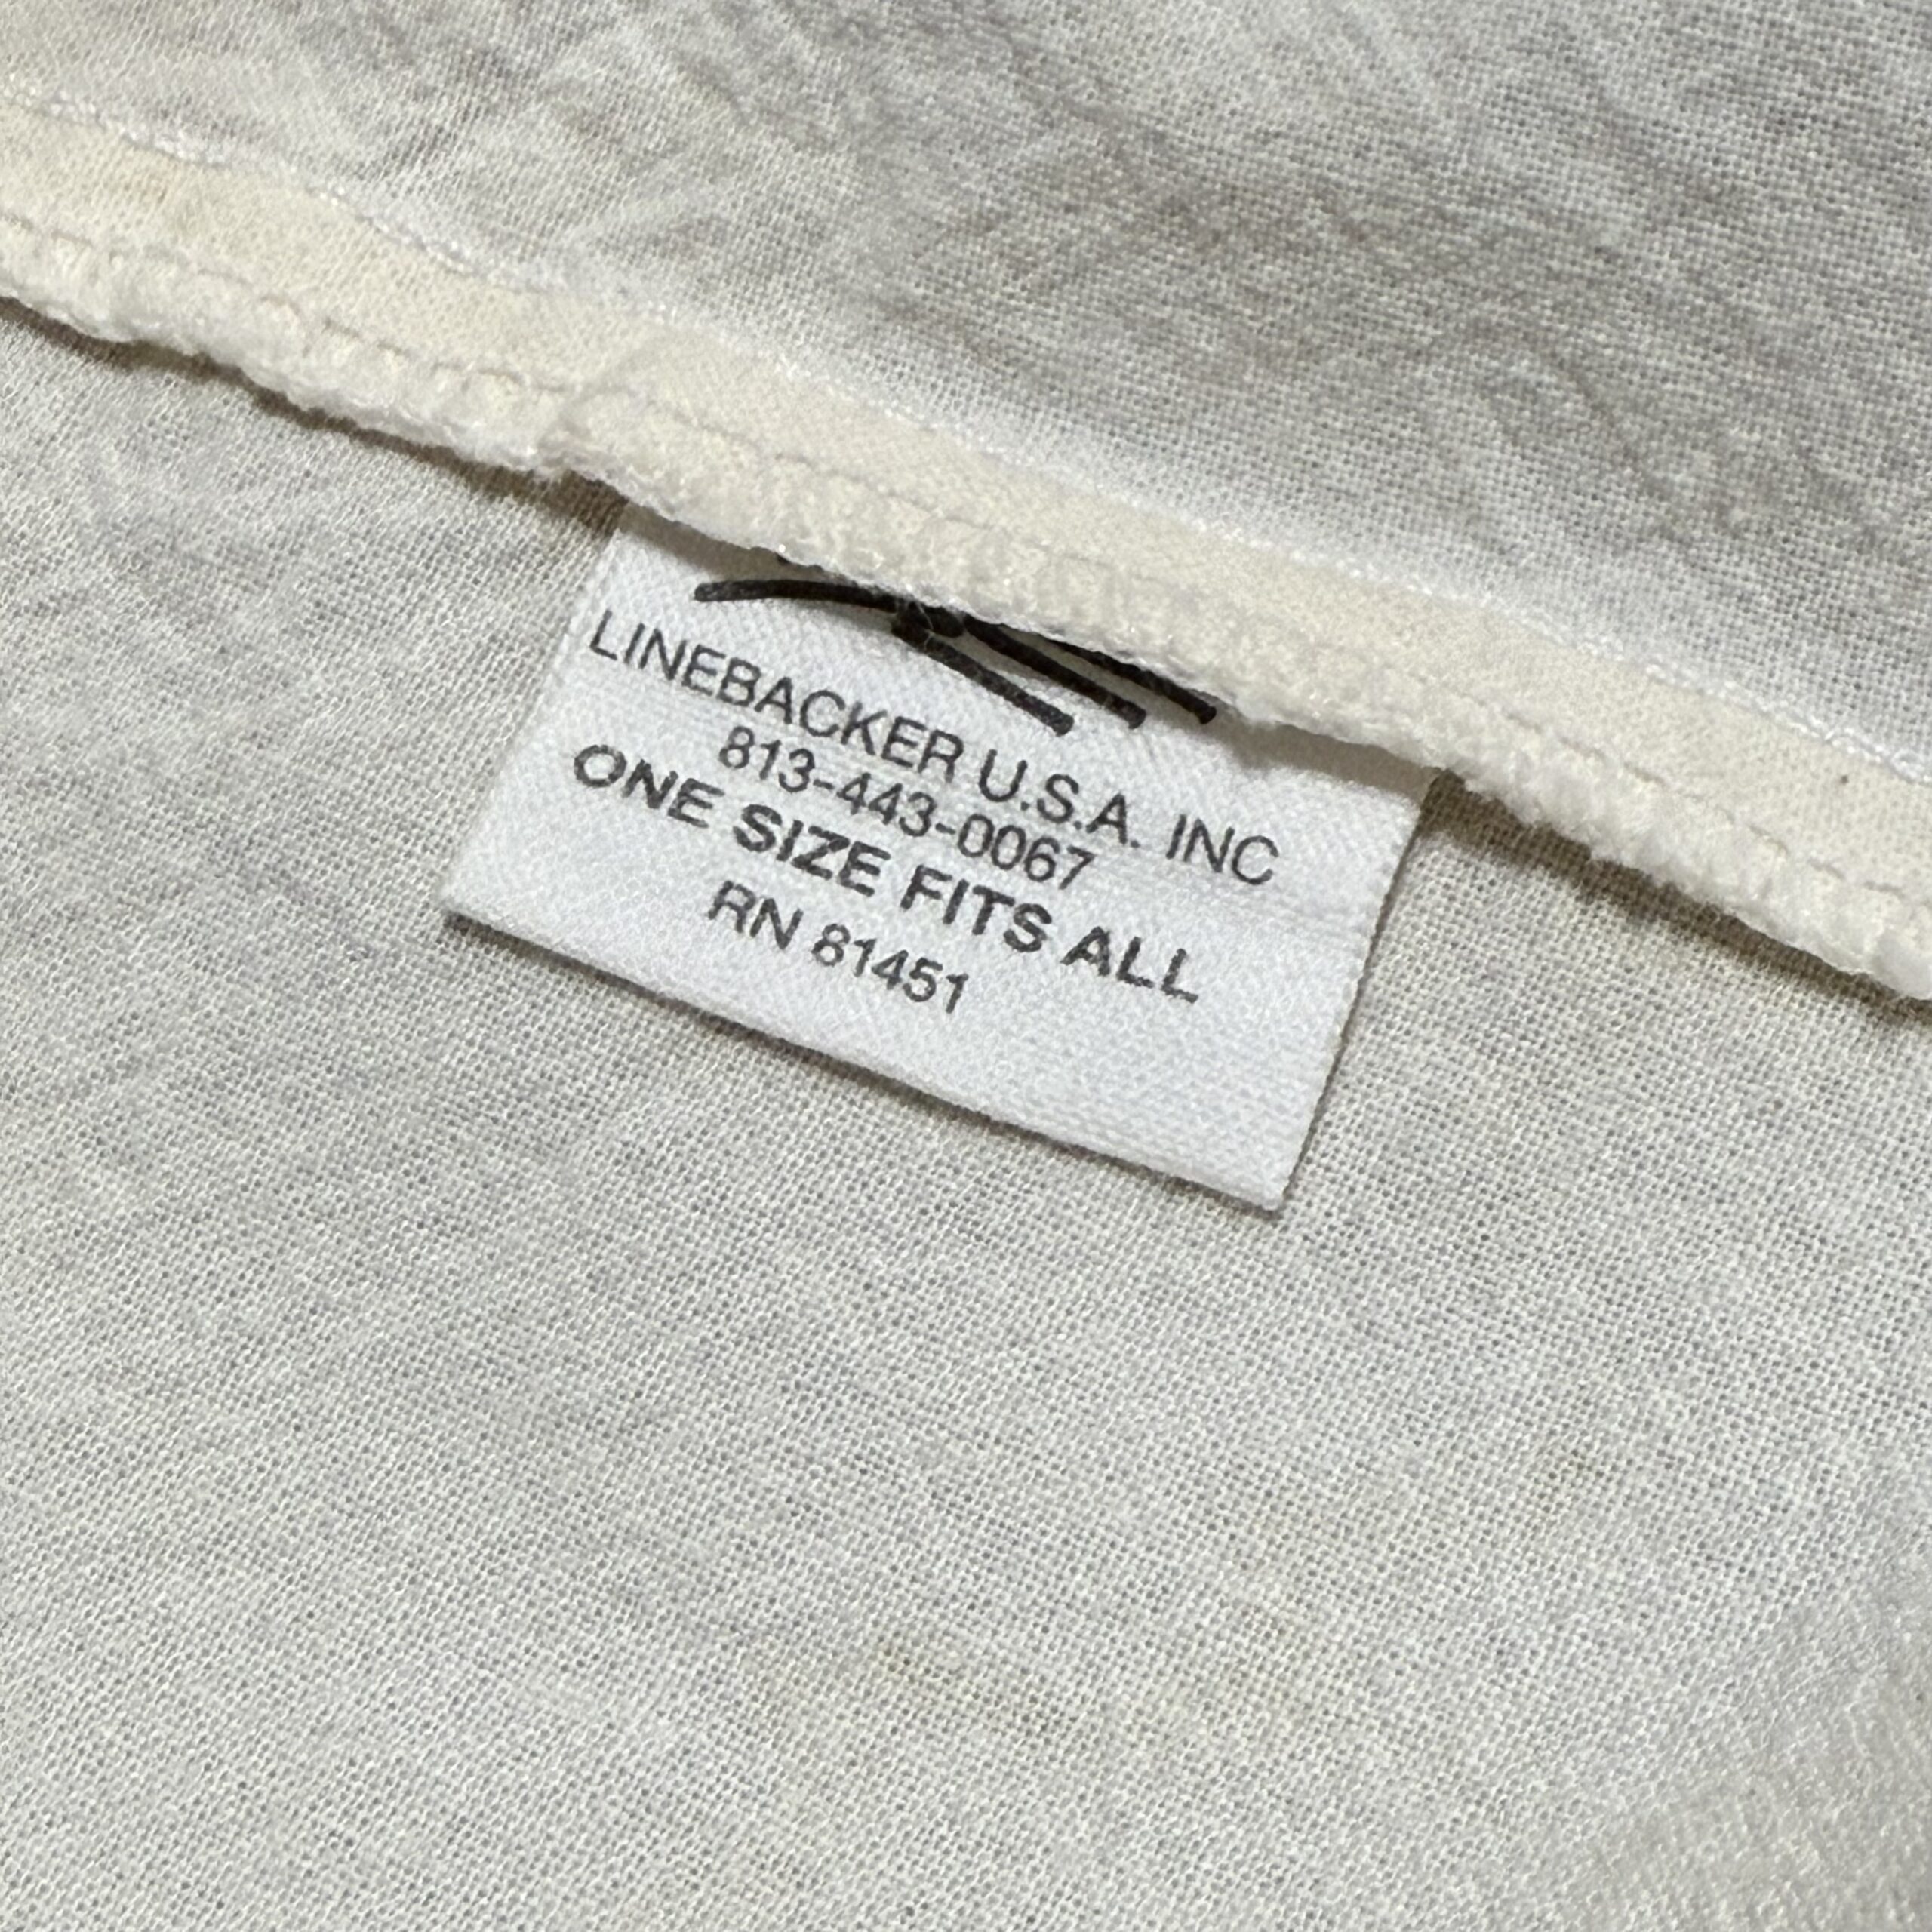 LINEBACKER U.S.A. INC
813-443-0067
ONE SIZE FITS ALL
RN 81451